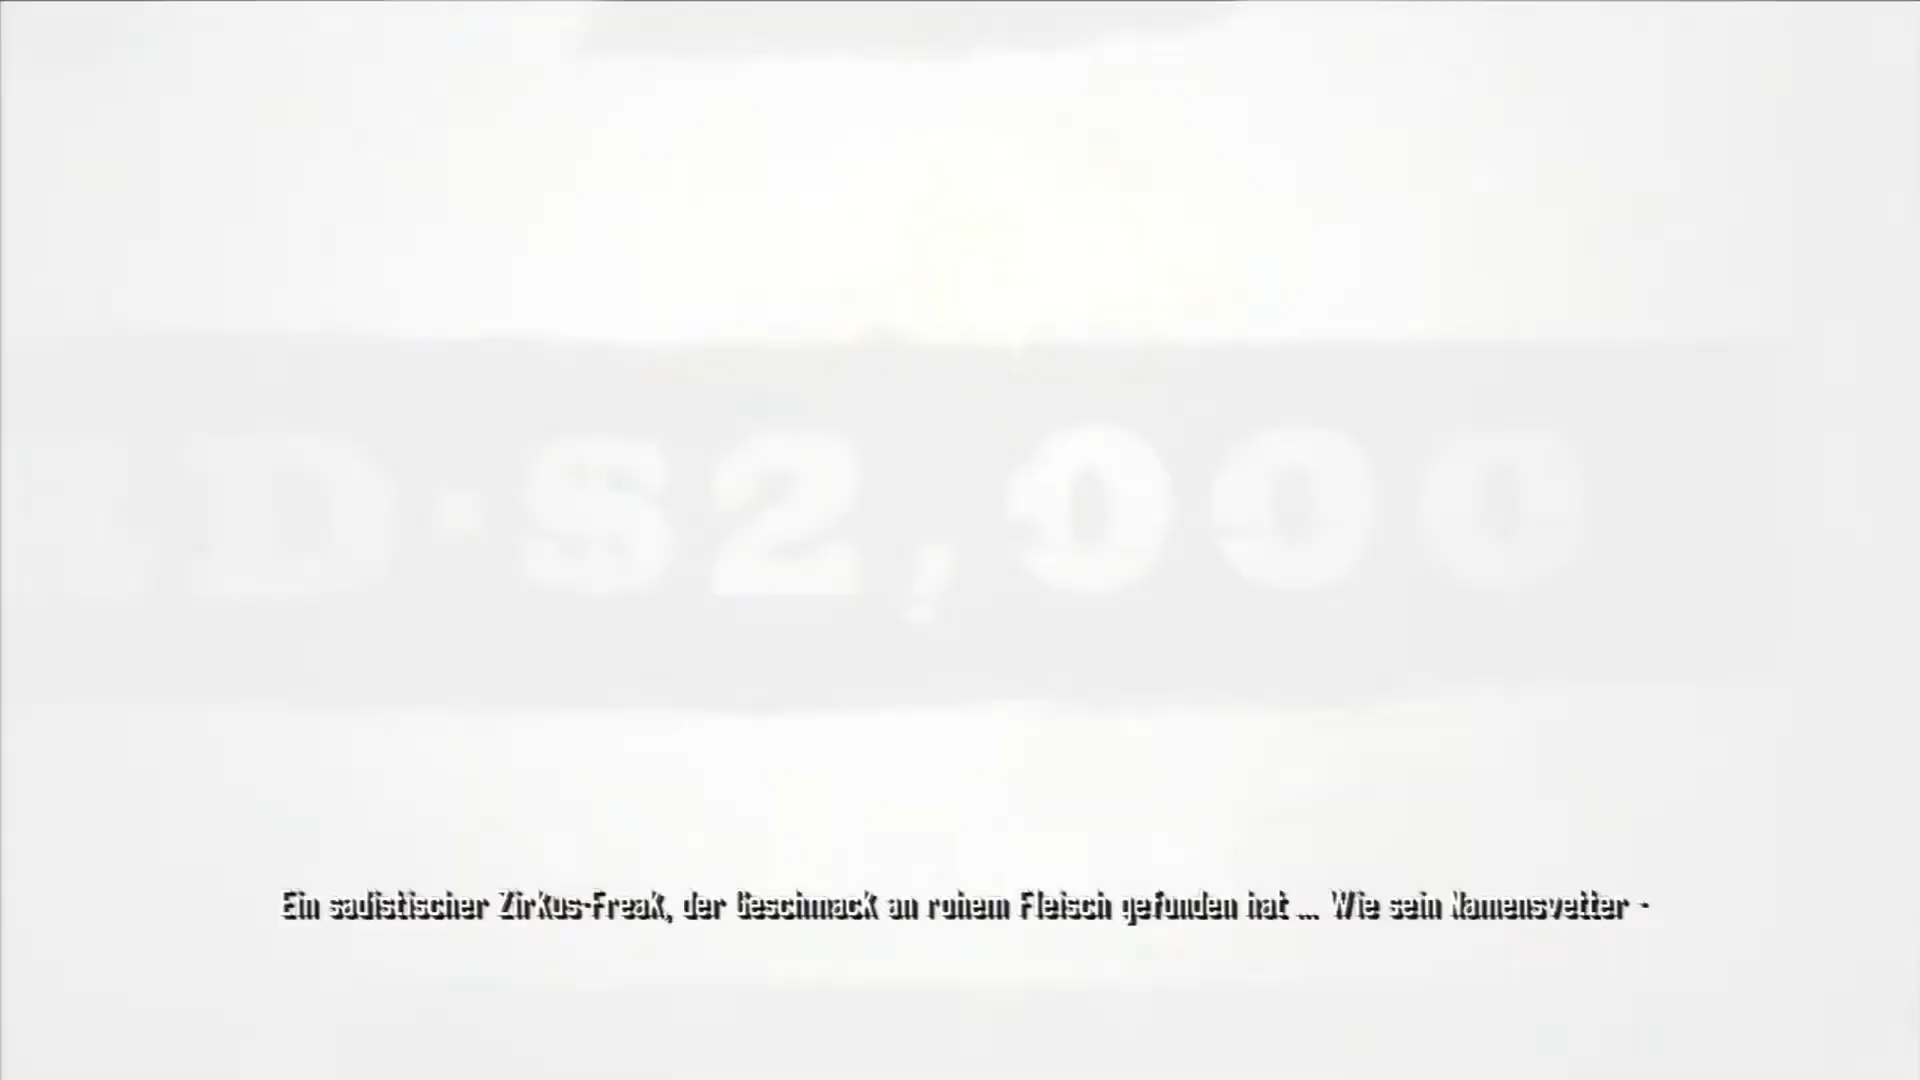 D·$2,000
Ein sadistischer Zirkus-Freak, der Geschmack an rohem Fleisch gefunden hat ... Wie sein Namensvetter -